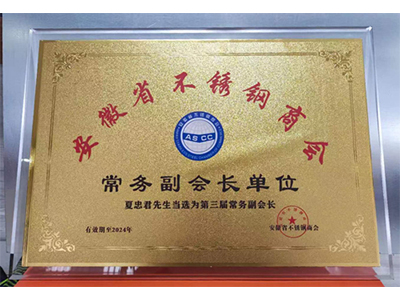 安徽省不锈钢商会
ASCC
常务副会长单位
夏忠君先生当选为第三届常务副会长
有效期至2024年
安徽省不锈钢商会